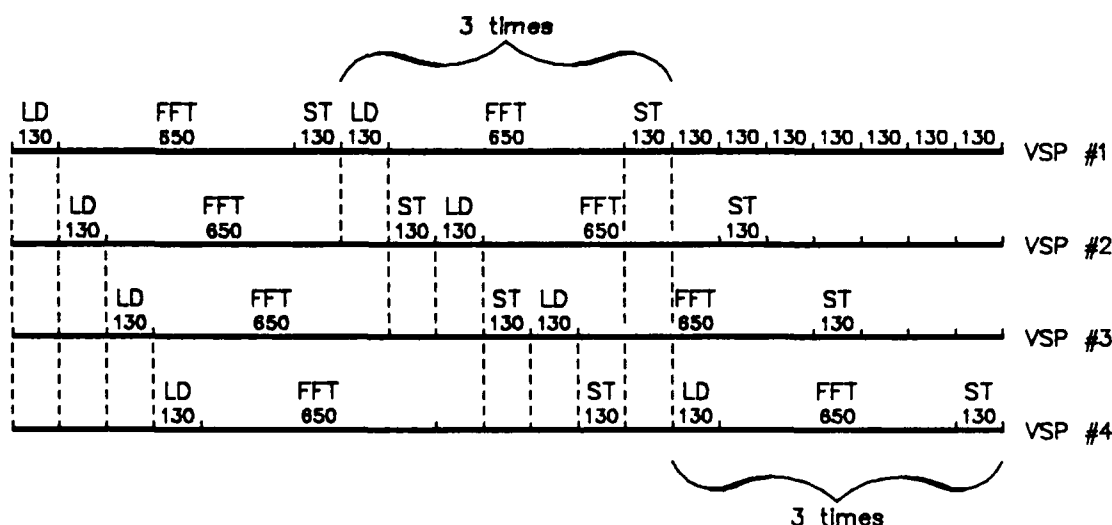 3 times
LD FFT ST LD FFT ST
130 650 130 130 650 130 130 130 130 130 130 130 130 VSP #1
LD FFT ST LD FFT ST
130 650 130 130 650 130 VSP #2
LD FFT ST LD FFT ST
130 650 130 130 650 130 VSP #3
LD FFT ST LD FFT ST
130 650 130 130 650 130 VSP #4
3 times